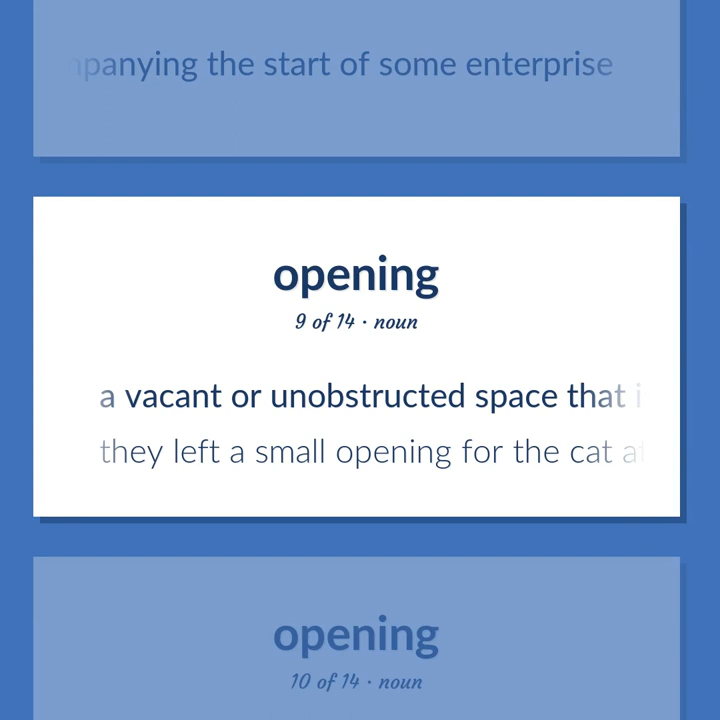 the start of some enterprise
opening
9 of 14 · noun
a vacant or unobstructed space that
they left a small opening for the cat
opening
10 of 14 · noun